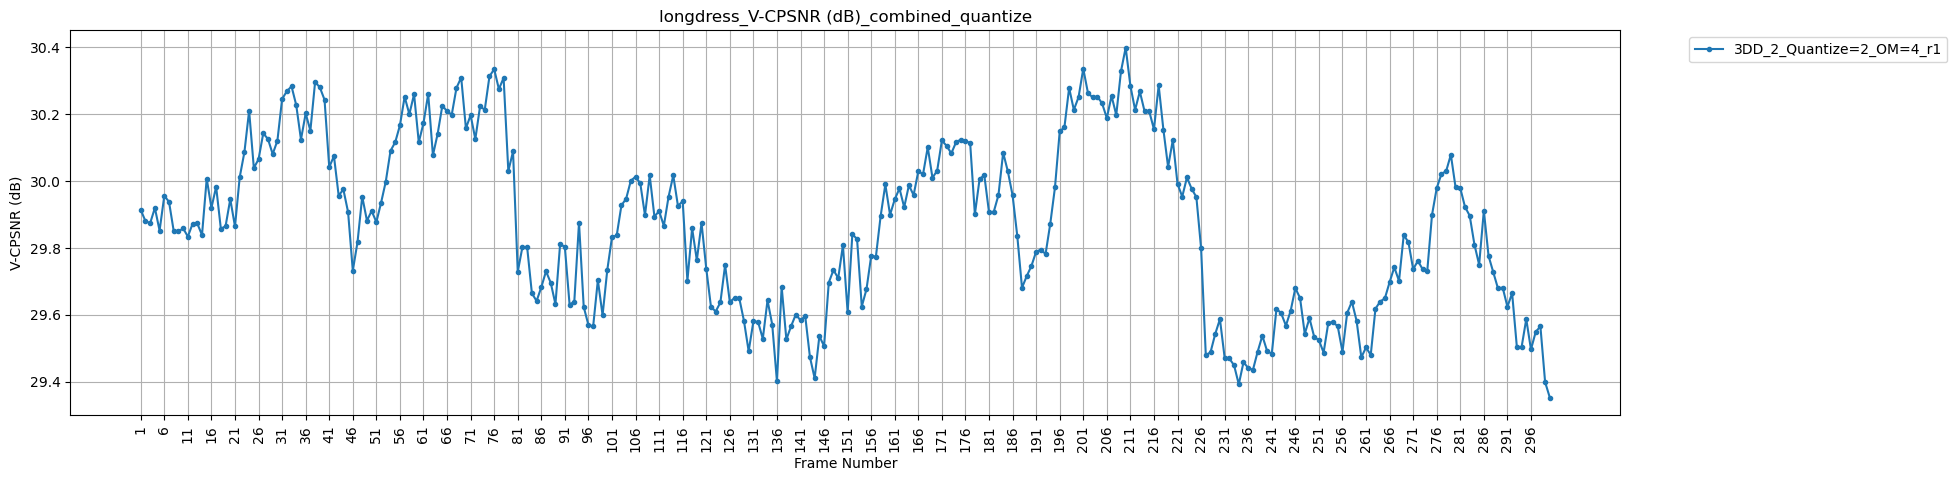 longdress_V-CPSNR (dB)_combined_quantize
3DD_2_Quantize=2_OM=4_r1
V-CPSNR (dB)
30.4
30.2
30.0
29.8
29.6
29.4
1 6 11 16 21 26 31 36 41 46 51 56 61 66 71 76 81 86 91 96 101 106 111 116 121 126 131 136 141 146 151 156 161 166 171 176 181 186 191 196 201 206 211 216 221 226 231 236 241 246 251 256 261 266 271 276 281 286 291 296
Frame Number